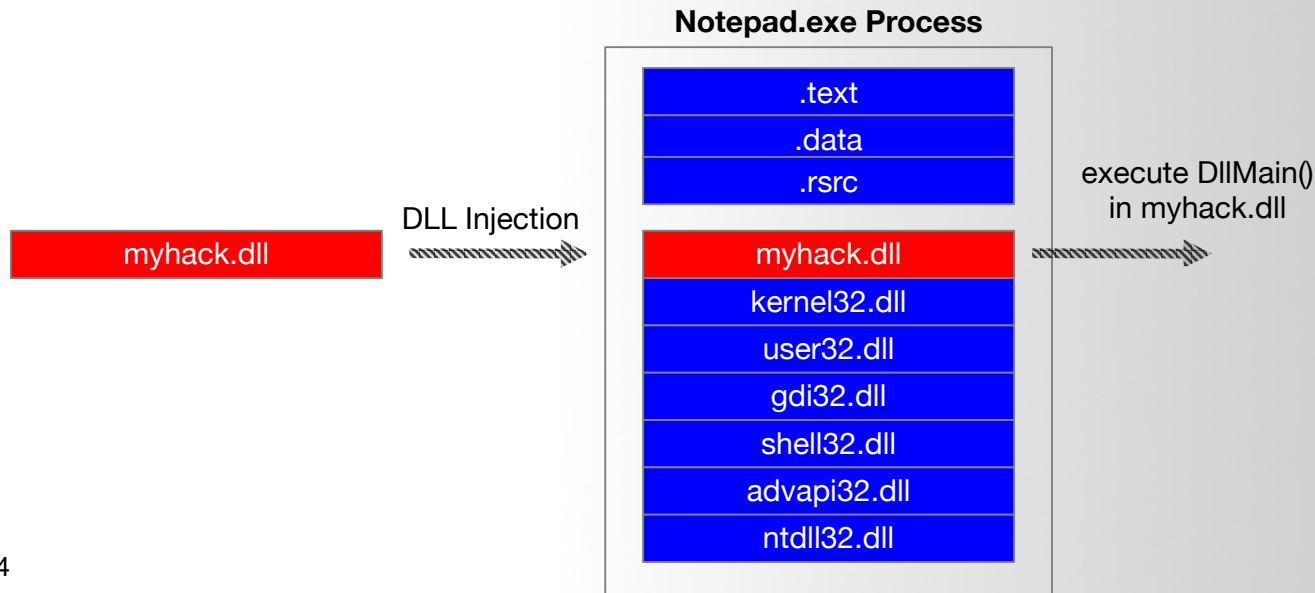 Notepad.exe Process
.text
.data
.rsrc
execute DllMain()
in myhack.dll
DLL Injection
myhack.dll
myhack.dll
kernel32.dll
user32.dll
gdi32.dll
shell32.dll
advapi32.dll
ntdll32.dll
4